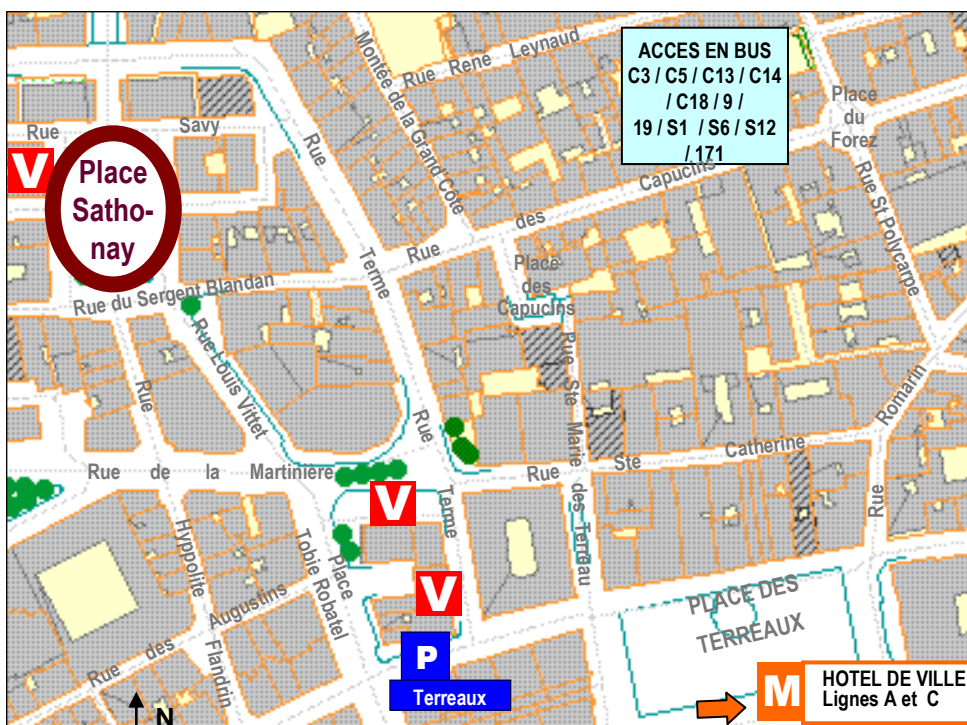 Rue Rene Leynaud
Montée de la Grand Cote
ACCES EN BUS
C3 / C5 / C13 / C14
/ C18 / 9 /
19 / S1 / S6 / S12
/ 171
Place
du
Forez
Rue Savy
V
Place
Satho-
nay
Rue
Terme
Rue des Capucins
Rue St Polycarpe
Place
des
Capucins
Rue du Sergent Blandan
Rue Louis Vittet
Rue
Hyppolite
Flandrin
Rue Ste Marie des Terreau
Rue de la Martinière
Rue
Terme
Rue Ste Catherine
Rue Romarin
V
Place
Tobie Robatel
Rue des Augustins
V
PLACE DES
TERREAUX
P
Terreaux
N
M
HOTEL DE VILLE
Lignes A et C